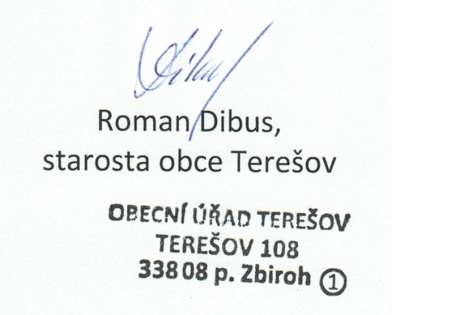 Roman Dibus,
starosta obce Terešov
OBECNÍ ÚŘAD TEREŠOV
TEREŠOV 108
338 08 p. Zbiroh 1